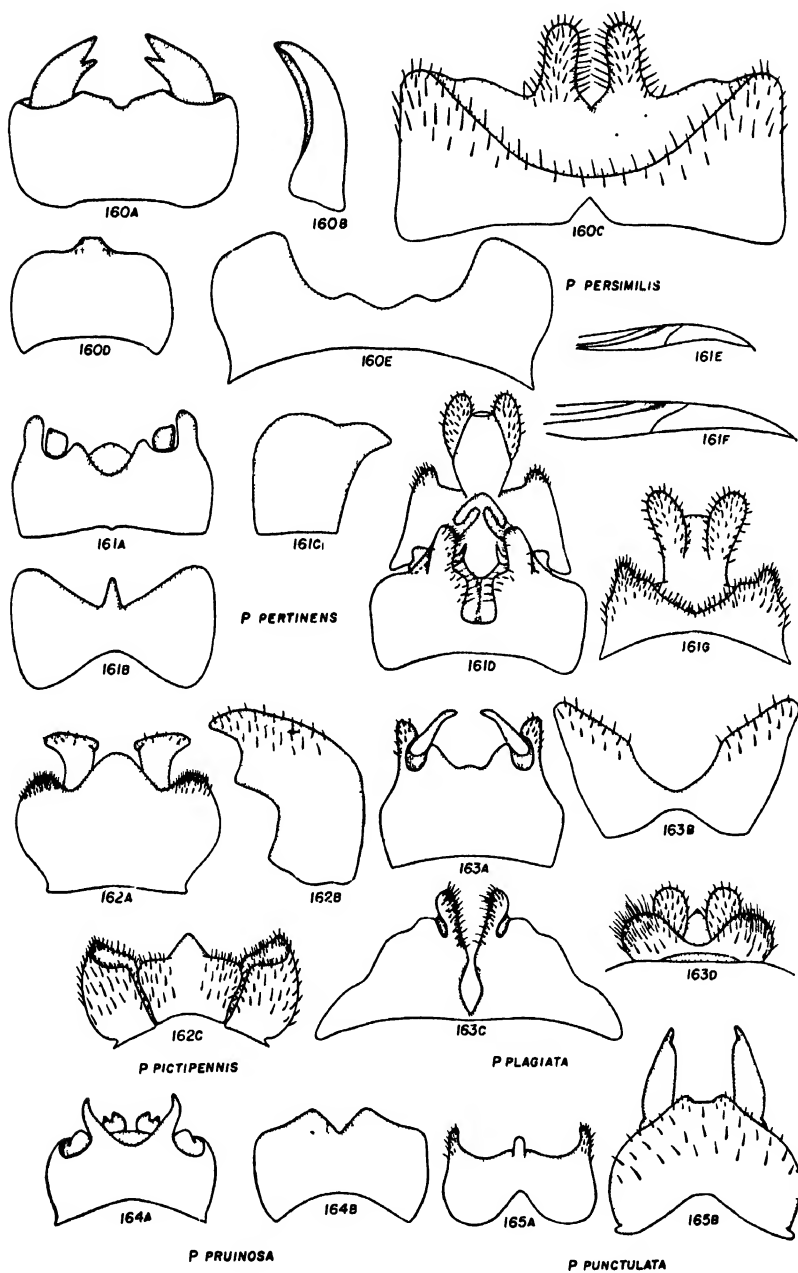 160A
160B
160C
160D
160E
P PERSIMILIS
161E
161F
161A
161C
161D
161G
161B
P PERTINENS
162A
162B
163A
163B
162C
163C
163D
P PICTIPENNIS
P PLAGIATA
164A
164B
165A
165B
P PRUINOSA
P PUNCTULATA